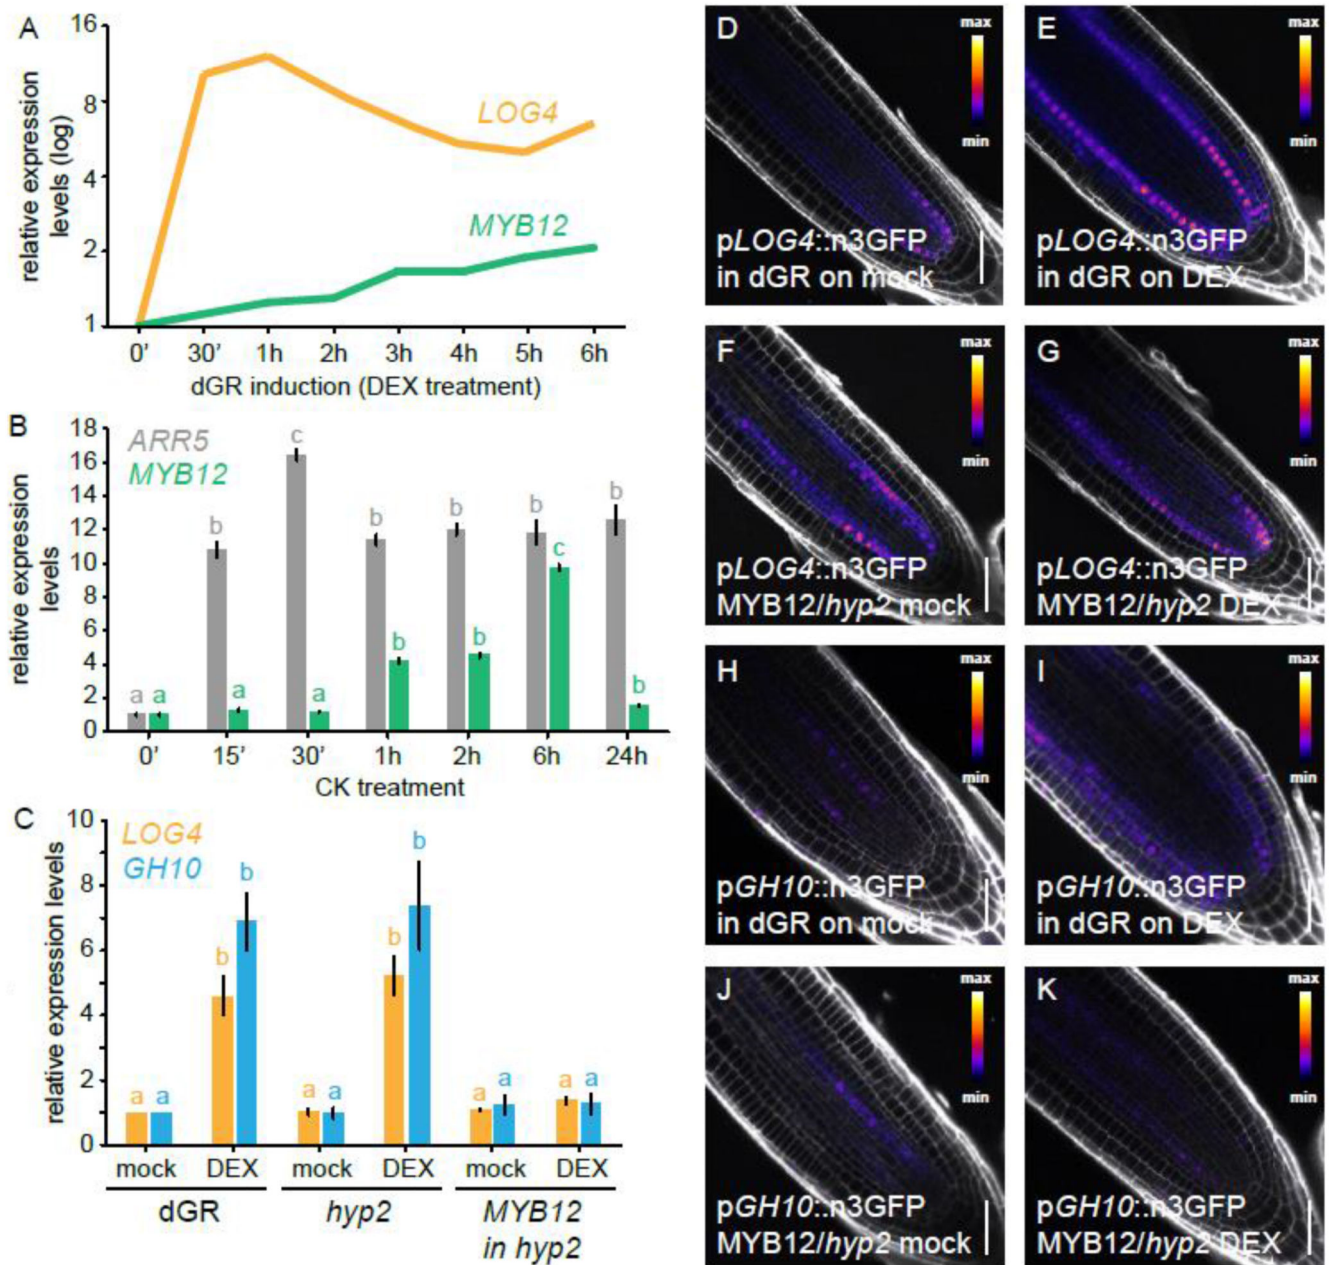 A
16
8
4
2
1
relative expression
levels (log)
LOG4
MYB12
0' 30' 1h 2h 3h 4h 5h 6h
dGR induction (DEX treatment)
B
18
16
14
12
10
8
6
4
2
0
relative expression
levels
ARR5
MYB12
a a b a c a b b b b b c b b
0' 15' 30' 1h 2h 6h 24h
CK treatment
C
10
8
6
4
2
0
relative expression levels
LOG4
GH10
a a b b a a b b a a a a
mock DEX mock DEX mock DEX
dGR hyp2 MYB12
in hyp2
D
max
min
pLOG4::n3GFP
in dGR on mock
E
max
min
pLOG4::n3GFP
in dGR on DEX
F
max
min
pLOG4::n3GFP
MYB12/hyp2 mock
G
max
min
pLOG4::n3GFP
MYB12/hyp2 DEX
H
max
min
pGH10::n3GFP
in dGR on mock
I
max
min
pGH10::n3GFP
in dGR on DEX
J
max
min
pGH10::n3GFP
MYB12/hyp2 mock
K
max
min
pGH10::n3GFP
MYB12/hyp2 DEX